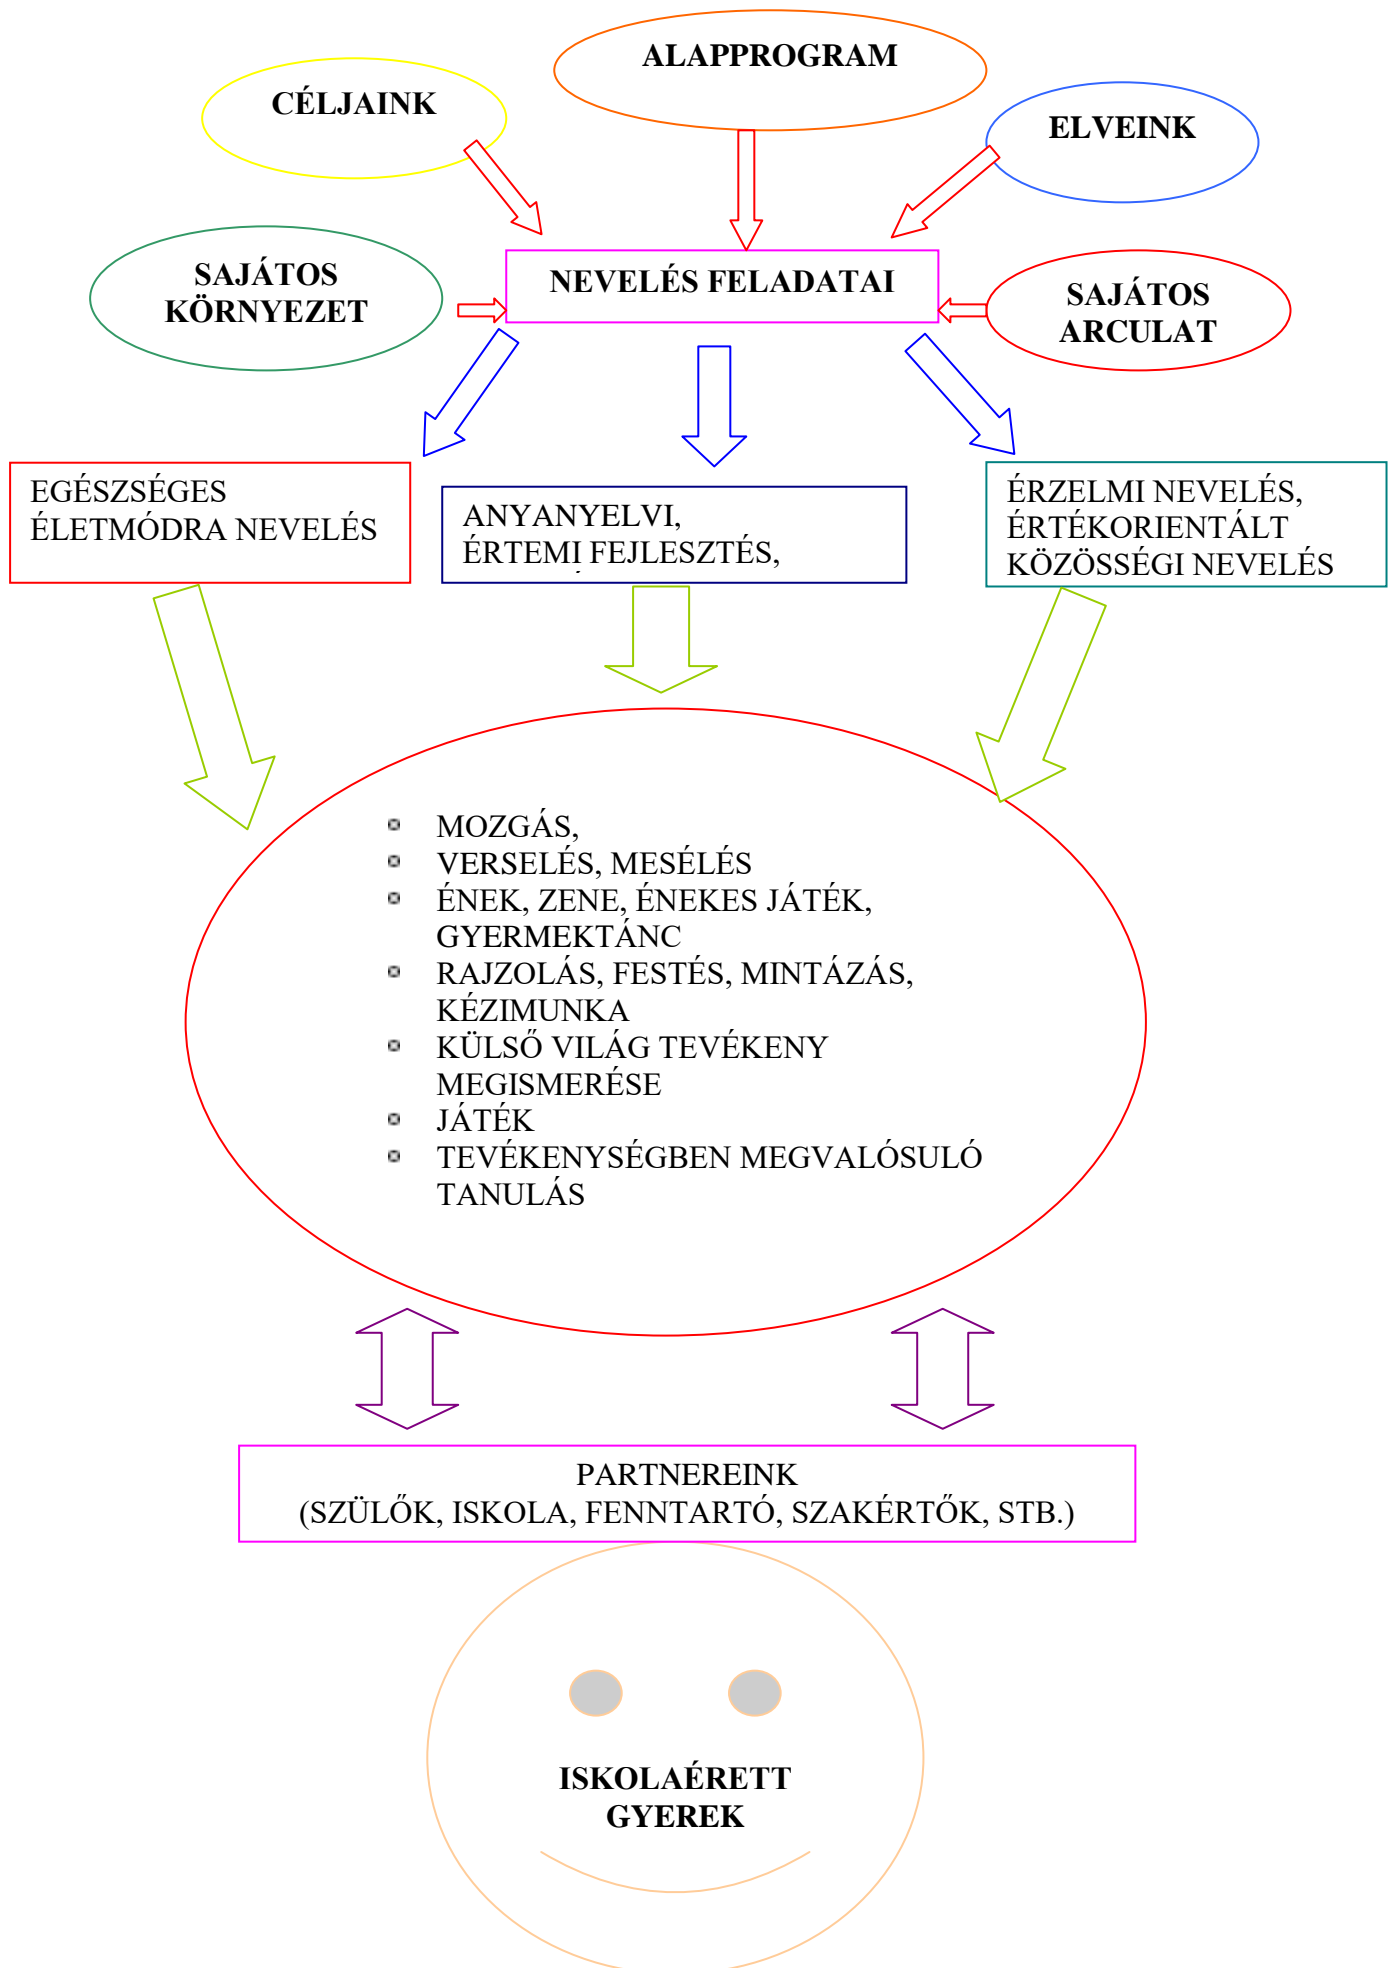 ALAPPROGRAM
CÉLJAINK
ELVEINK
SAJÁTOS
KÖRNYEZET
NEVELÉS FELADATAI
SAJÁTOS
ARCULAT
EGÉSZSÉGES
ÉLETMÓDRA NEVELÉS
ANYANYELVI,
ÉRTEMI FEJLESZTÉS,
ÉRZELMI NEVELÉS,
ÉRTÉKORIENTÁLT
KÖZÖSSÉGI NEVELÉS
MOZGÁS,
VERSELÉS, MESÉLÉS
ÉNEK, ZENE, ÉNEKES JÁTÉK,
GYERMEKTÁNC
RAJZOLÁS, FESTÉS, MINTÁZÁS,
KÉZIMUNKA
KÜLSŐ VILÁG TEVÉKENY
MEGISMERÉSE
JÁTÉK
TEVÉKENYSÉGBEN MEGVALÓSULÓ
TANULÁS
PARTNEREINK
(SZÜLŐK, ISKOLA, FENNTARTÓ, SZAKÉRTŐK, STB.)
ISKOLAÉRETT
GYEREK